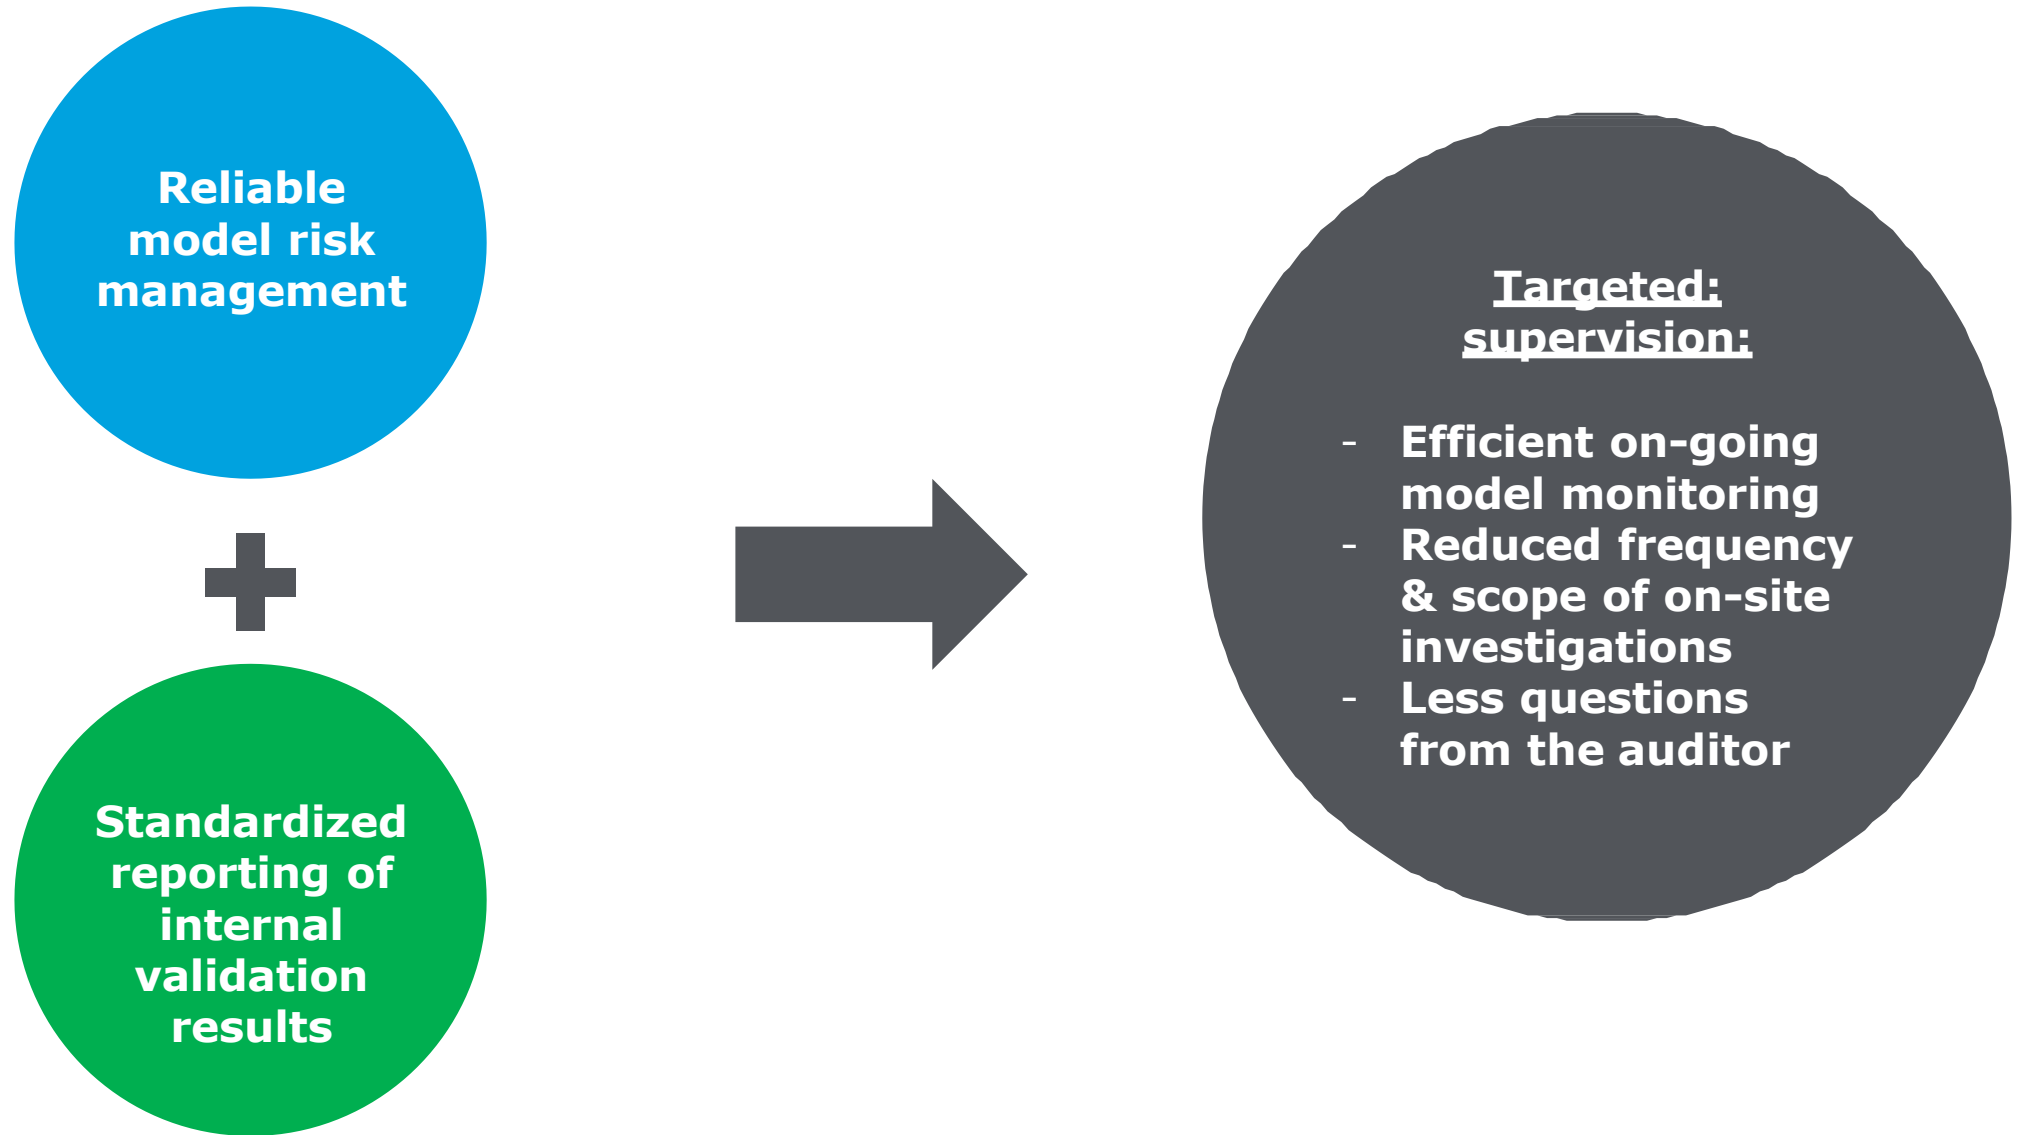 Reliable
model risk
management
Standardized
reporting of
internal
validation
results
Targeted:
supervision:
- Efficient on-going
model monitoring
- Reduced frequency
& scope of on-site
investigations
- Less questions
from the auditor